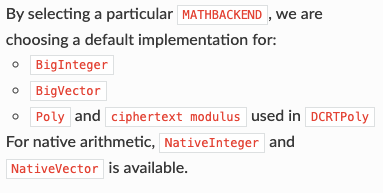 By selecting a particular MATHBACKEND, we are
choosing a default implementation for:
○ BigInteger
○ BigVector
○ Poly and ciphertext modulus used in DCRTPoly
For native arithmetic, NativeInteger and
NativeVector is available.